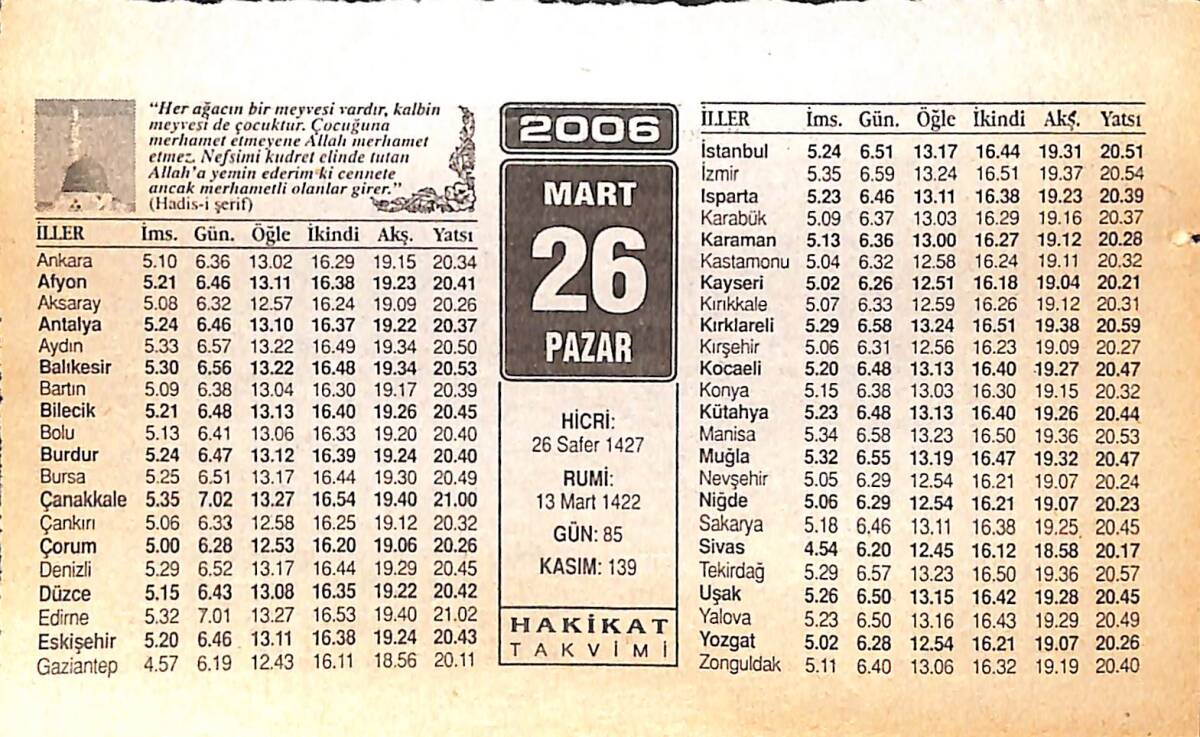 “Her ağacın bir meyvesi vardır, kalbin
meyvesi de çocuktur. Çocuğuna
merhamet etmeyene Allah merhamet
etmez. Nefsimi kudret elinde tutan
Allah’a yemin ederim ki cennete
ancak merhametli olanlar girer.”
(Hadis-i şerif)
İLLER İms. Gün. Öğle İkindi Akş. Yatsı
Ankara 5.10 6.36 13.02 16.29 19.15 20.34
Afyon 5.21 6.46 13.11 16.38 19.23 20.41
Aksaray 5.08 6.32 12.57 16.24 19.09 20.26
Antalya 5.24 6.46 13.10 16.37 19.22 20.37
Aydın 5.33 6.57 13.22 16.49 19.34 20.50
Balıkesir 5.30 6.56 13.22 16.48 19.34 20.53
Bartın 5.09 6.38 13.04 16.30 19.17 20.39
Bilecik 5.21 6.48 13.13 16.40 19.26 20.45
Bolu 5.13 6.41 13.06 16.33 19.20 20.40
Burdur 5.24 6.47 13.12 16.39 19.24 20.40
Bursa 5.25 6.51 13.17 16.44 19.30 20.49
Çanakkale 5.35 7.02 13.27 16.54 19.40 21.00
Çankırı 5.06 6.33 12.58 16.25 19.12 20.32
Çorum 5.00 6.28 12.53 16.20 19.06 20.26
Denizli 5.29 6.52 13.17 16.44 19.29 20.45
Düzce 5.15 6.43 13.08 16.35 19.22 20.42
Edirne 5.32 7.01 13.27 16.53 19.40 21.02
Eskişehir 5.20 6.46 13.11 16.38 19.24 20.43
Gaziantep 4.57 6.19 12.43 16.11 18.56 20.11
2006
MART
26
PAZAR
HİCRİ:
26 Safer 1427
RUMİ:
13 Mart 1422
GÜN: 85
KASIM: 139
HAKİKAT
TAKVİMİ
İLLER İms. Gün. Öğle İkindi Akş. Yatsı
İstanbul 5.24 6.51 13.17 16.44 19.31 20.51
İzmir 5.35 6.59 13.24 16.51 19.37 20.54
Isparta 5.23 6.46 13.11 16.38 19.23 20.39
Karabük 5.09 6.37 13.03 16.29 19.16 20.37
Karaman 5.13 6.36 13.00 16.27 19.12 20.28
Kastamonu 5.04 6.32 12.58 16.24 19.11 20.32
Kayseri 5.02 6.26 12.51 16.18 19.04 20.21
Kırıkkale 5.07 6.33 12.59 16.26 19.12 20.31
Kırklareli 5.29 6.58 13.24 16.51 19.38 20.59
Kırşehir 5.06 6.31 12.56 16.23 19.09 20.27
Kocaeli 5.20 6.48 13.13 16.40 19.27 20.47
Konya 5.15 6.38 13.03 16.30 19.15 20.32
Kütahya 5.23 6.48 13.13 16.40 19.26 20.44
Manisa 5.34 6.58 13.23 16.50 19.36 20.53
Muğla 5.32 6.55 13.19 16.47 19.32 20.47
Nevşehir 5.05 6.29 12.54 16.21 19.07 20.24
Niğde 5.06 6.29 12.54 16.21 19.07 20.23
Sakarya 5.18 6.46 13.11 16.38 19.25 20.45
Sivas 4.54 6.20 12.45 16.12 18.58 20.17
Tekirdağ 5.29 6.57 13.23 16.50 19.36 20.57
Uşak 5.26 6.50 13.15 16.42 19.28 20.45
Yalova 5.23 6.50 13.16 16.43 19.29 20.49
Yozgat 5.02 6.28 12.54 16.21 19.07 20.26
Zonguldak 5.11 6.40 13.06 16.32 19.19 20.40